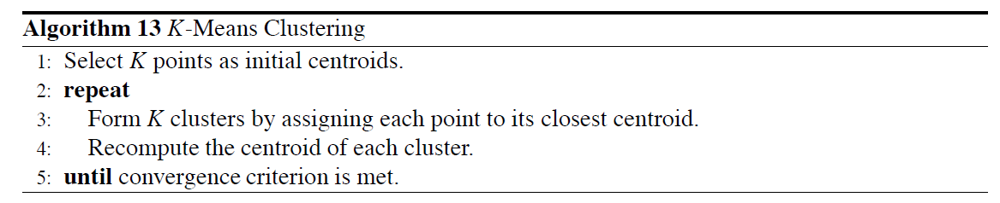 Algorithm 13 K-Means Clustering
1: Select K points as initial centroids.
2: repeat
3: Form K clusters by assigning each point to its closest centroid.
4: Recompute the centroid of each cluster.
5: until convergence criterion is met.